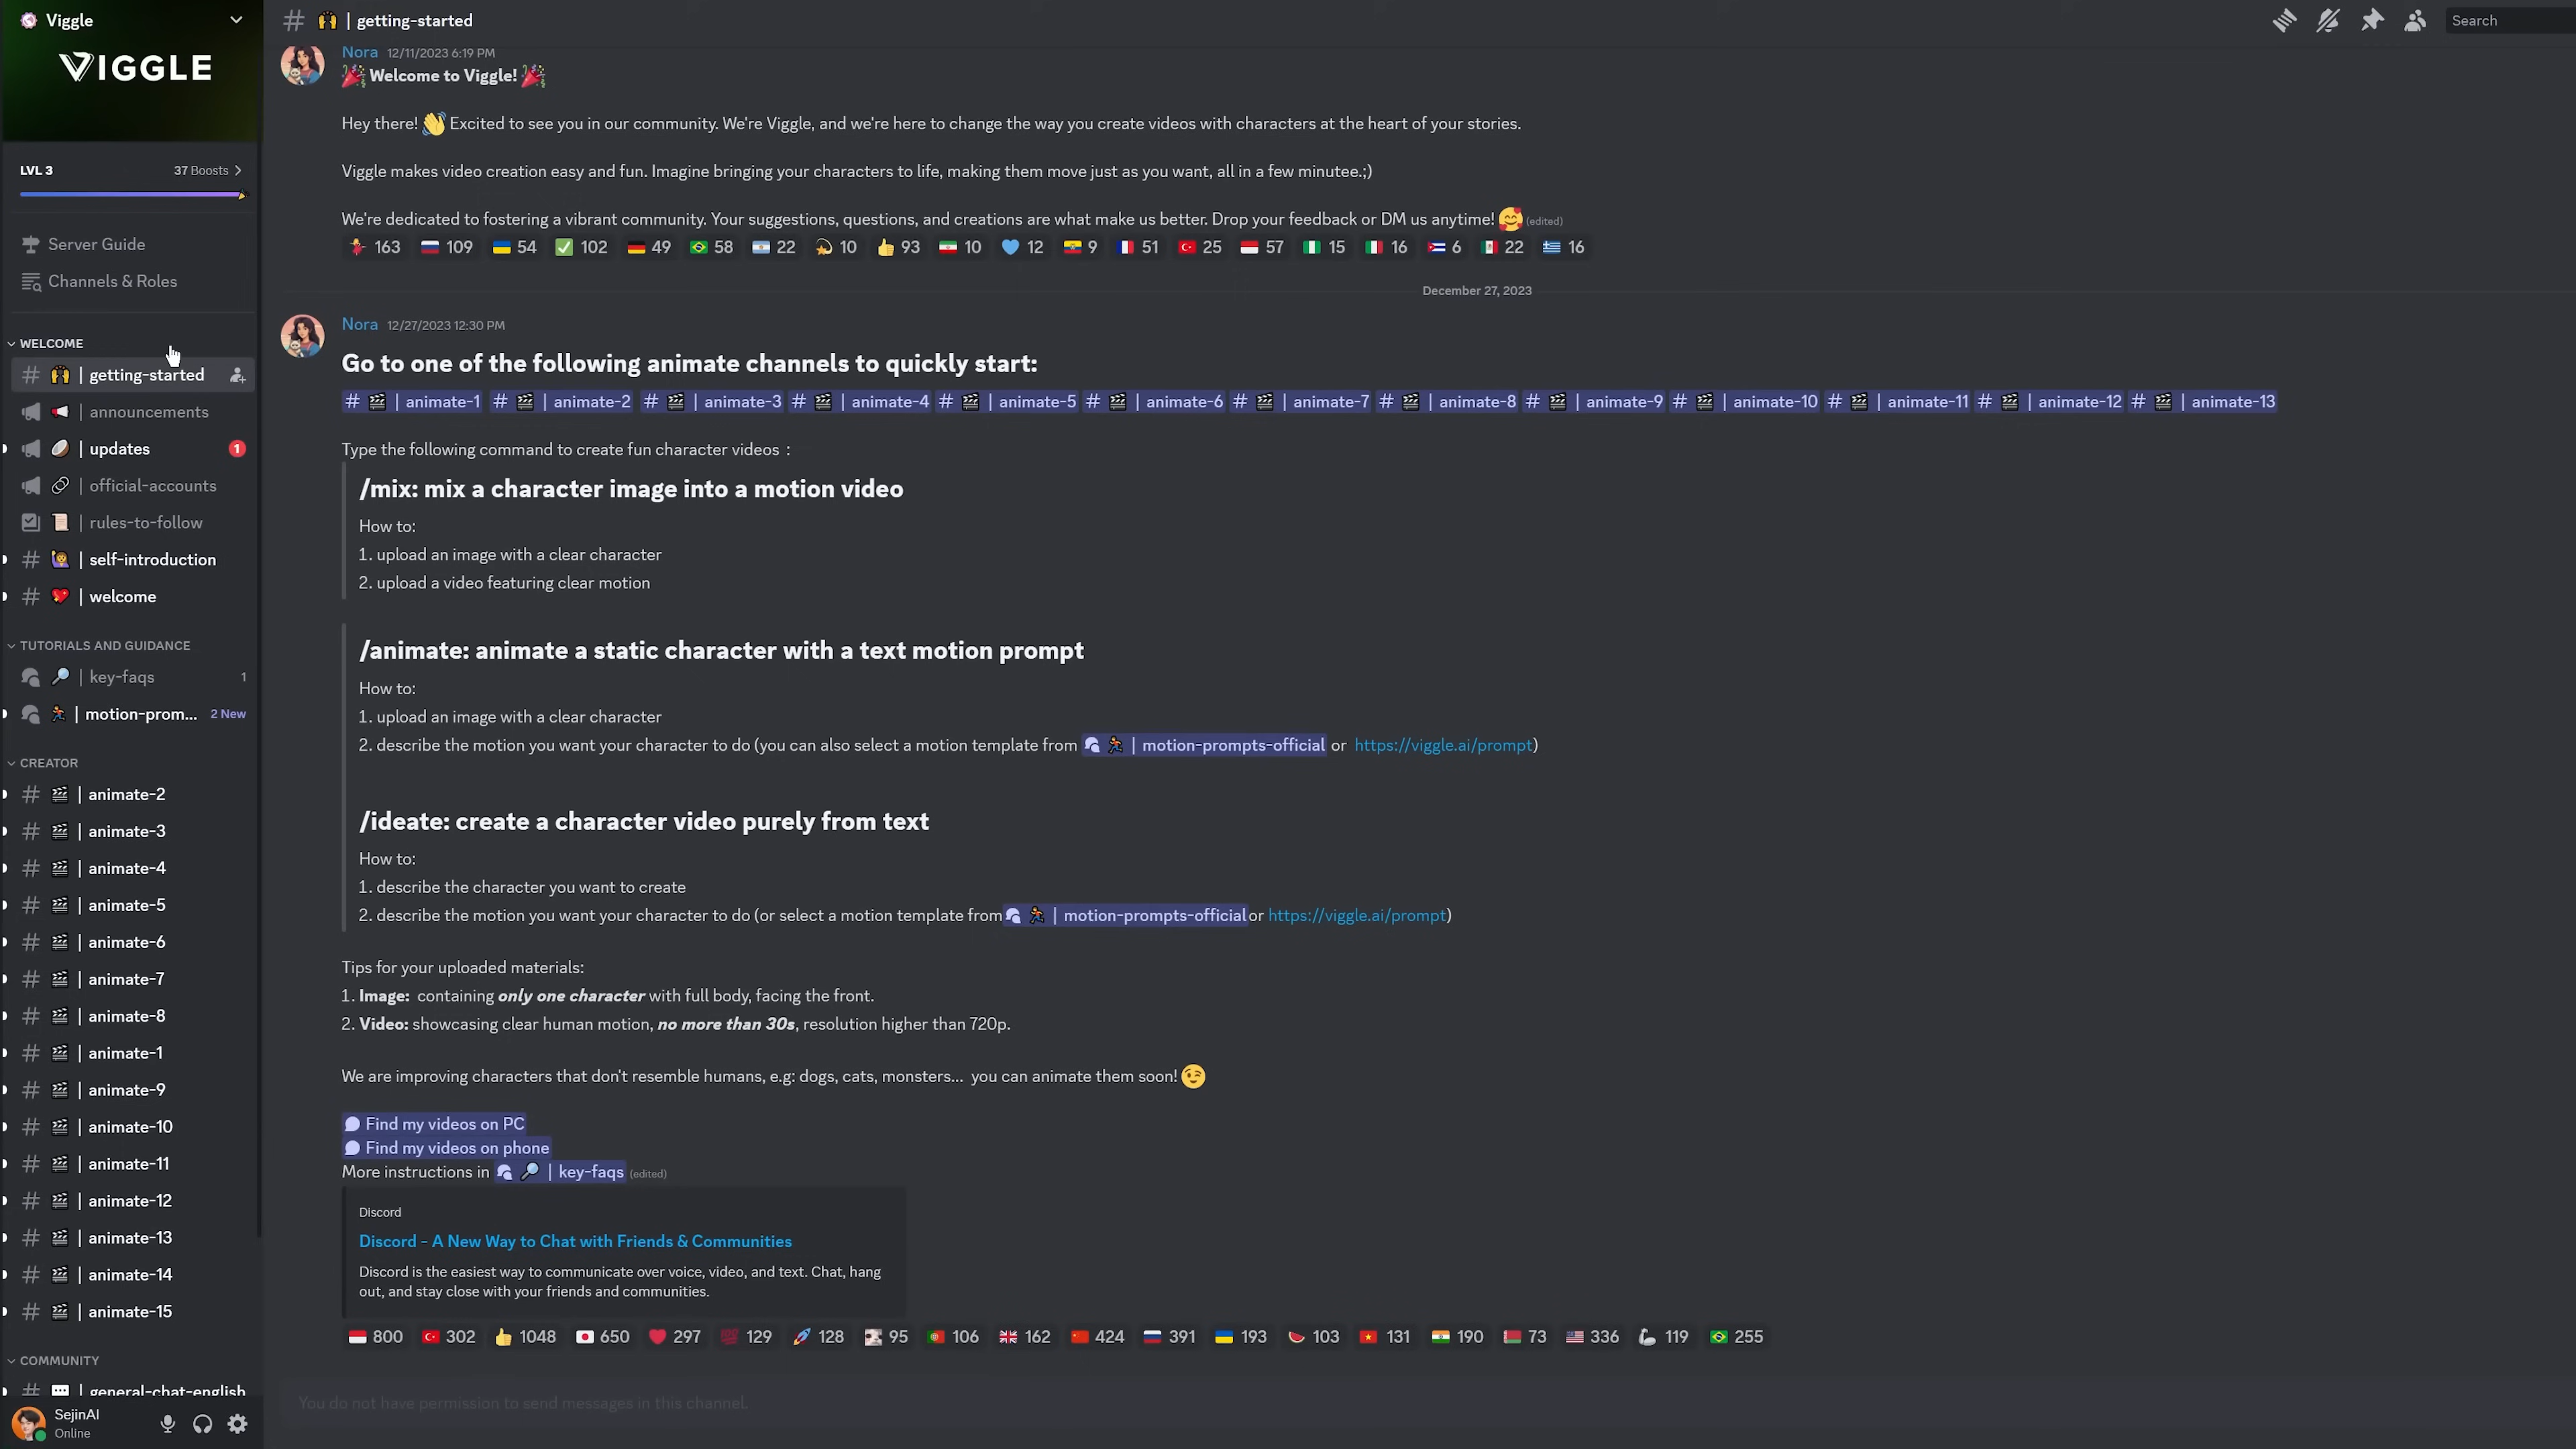 Viggle
VIGGLE
LVL 3
37 Boosts
Server Guide
Channels & Roles
WELCOME
# | getting-started
| announcements
| updates
1
| official-accounts
| rules-to-follow
# | self-introduction
# | welcome
TUTORIALS AND GUIDANCE
| key-faqs
1
| motion-prom...
2 New
CREATOR
# | animate-2
# | animate-3
# | animate-4
# | animate-5
# | animate-6
# | animate-7
# | animate-8
# | animate-1
# | animate-9
# | animate-10
# | animate-11
# | animate-12
# | animate-13
# | animate-14
# | animate-15
COMMUNITY
# | general-chat-english
SejinAI
Online
# | getting-started
Search
Nora 12/11/2023 6:19 PM
Welcome to Viggle!
Hey there! Excited to see you in our community. We're Viggle, and we're here to change the way you create videos with characters at the heart of your stories.
Viggle makes video creation easy and fun. Imagine bringing your characters to life, making them move just as you want, all in a few minutee.;)
We're dedicated to fostering a vibrant community. Your suggestions, questions, and creations are what make us better. Drop your feedback or DM us anytime! (edited)
163 109 54 102 49 58 22 10 93 10 12 9 51 25 57 15 16 6 22 16
December 27, 2023
Nora 12/27/2023 12:30 PM
Go to one of the following animate channels to quickly start:
# | animate-1 # | animate-2 # | animate-3 # | animate-4 # | animate-5 # | animate-6 # | animate-7 # | animate-8 # | animate-9 # | animate-10 # | animate-11 # | animate-12 # | animate-13
Type the following command to create fun character videos：
/mix: mix a character image into a motion video
How to:
1. upload an image with a clear character
2. upload a video featuring clear motion
/animate: animate a static character with a text motion prompt
How to:
1. upload an image with a clear character
2. describe the motion you want your character to do (you can also select a motion template from | motion-prompts-official or https://viggle.ai/prompt)
/ideate: create a character video purely from text
How to:
1. describe the character you want to create
2. describe the motion you want your character to do (or select a motion template from | motion-prompts-official or https://viggle.ai/prompt)
Tips for your uploaded materials:
1. Image: containing only one character with full body, facing the front.
2. Video: showcasing clear human motion, no more than 30s, resolution higher than 720p.
We are improving characters that don't resemble humans, e.g: dogs, cats, monsters... you can animate them soon!
Find my videos on PC
Find my videos on phone
More instructions in | key-faqs (edited)
Discord
Discord - A New Way to Chat with Friends & Communities
Discord is the easiest way to communicate over voice, video, and text. Chat, hang
out, and stay close with your friends and communities.
800 302 1048 650 297 129 128 95 106 162 424 391 193 103 131 190 73 336 119 255
You do not have permission to send messages in this channel.